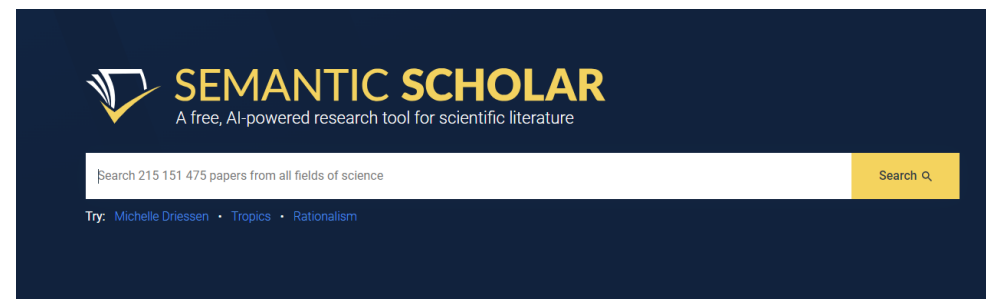 SEMANTIC SCHOLAR
A free, AI-powered research tool for scientific literature
Search 215 151 475 papers from all fields of science
Search
Try: Michelle Driessen • Tropics • Rationalism